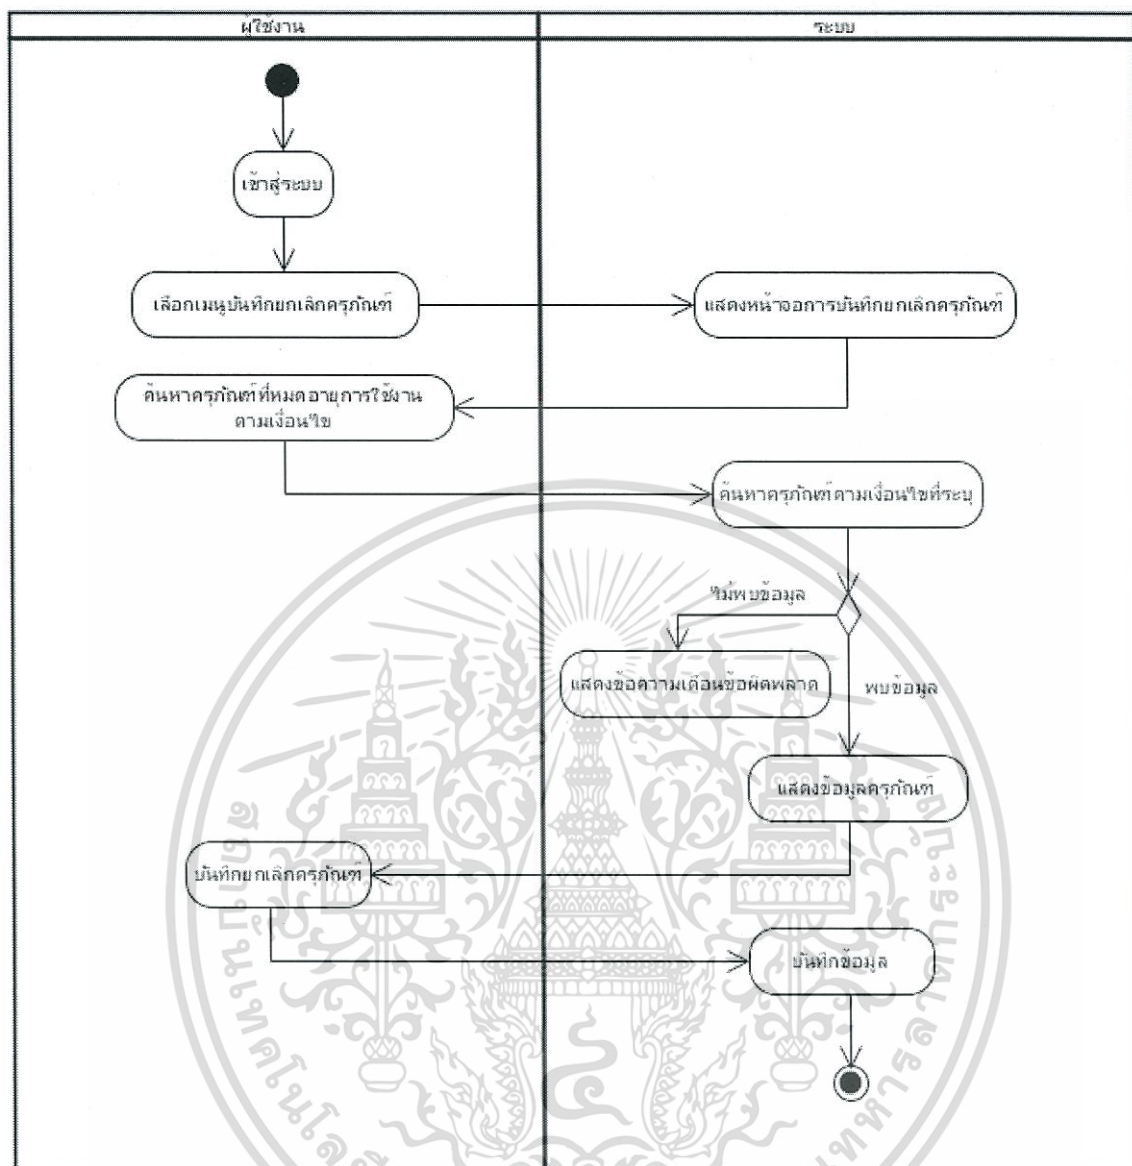 ผู้ใช้งาน
ระบบ
เข้าสู่ระบบ
เลือกเมนูบันทึกยกเลิกครุภัณฑ์
แสดงหน้าจอการบันทึกยกเลิกครุภัณฑ์
ค้นหาครุภัณฑ์ที่หมดอายุการใช้งาน
ตามเงื่อนไข
ค้นหาครุภัณฑ์ตามเงื่อนไขที่ระบุ
ไม่พบข้อมูล
แสดงข้อความเตือนข้อผิดพลาด
พบข้อมูล
แสดงข้อมูลครุภัณฑ์
บันทึกยกเลิกครุภัณฑ์
บันทึกข้อมูล